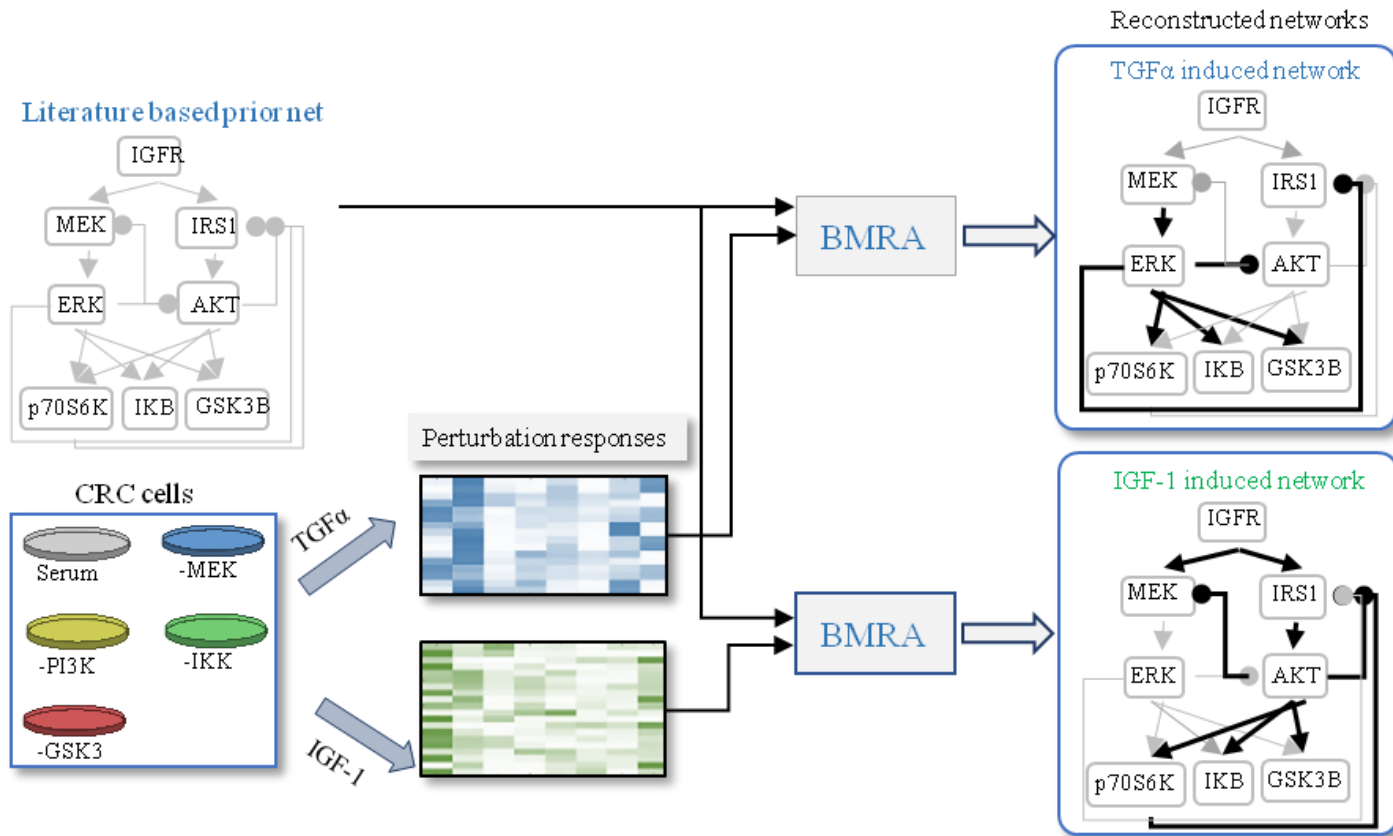 Reconstructed networks
Literature based prior net
IGFR
MEK
IRS1
ERK
AKT
p70S6K
IKB
GSK3B
CRC cells
Serum
-MEK
-PI3K
-IKK
-GSK3
TGFα
IGF-1
Perturbation responses
BMRA
BMRA
TGFα induced network
IGFR
MEK
IRS1
ERK
AKT
p70S6K
IKB
GSK3B
IGF-1 induced network
IGFR
MEK
IRS1
ERK
AKT
p70S6K
IKB
GSK3B